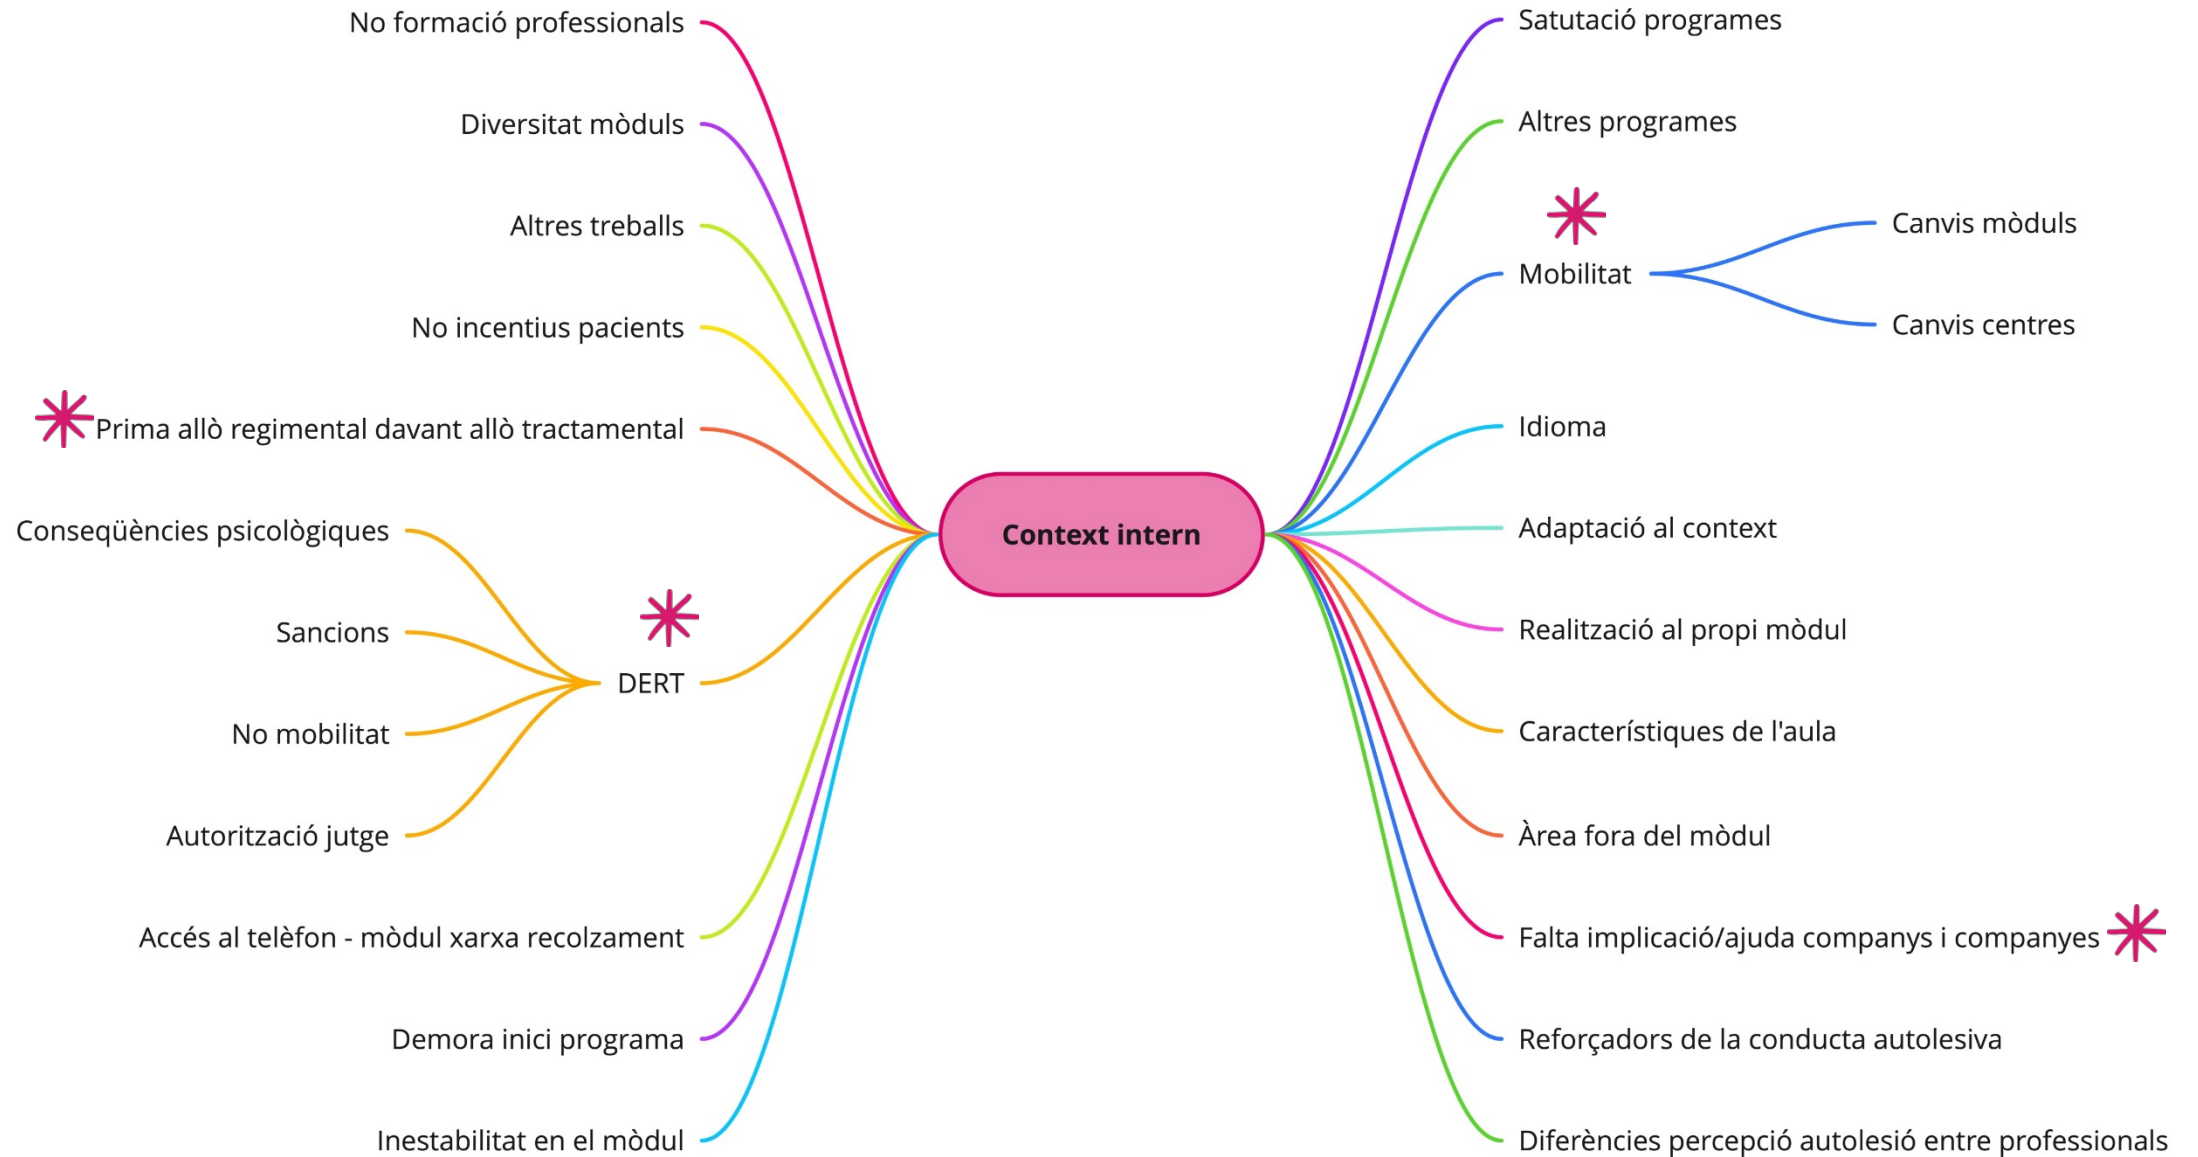 No formació professionals
Diversitat mòduls
Altres treballs
No incentius pacients
Prima allò regimental davant allò tractamental
Conseqüències psicològiques
Sancions
No mobilitat
Autorització jutge
DERT
Accés al telèfon - mòdul xarxa recolzament
Demora inici programa
Inestabilitat en el mòdul
Context intern
Satutació programes
Altres programes
Mobilitat
Canvis mòduls
Canvis centres
Idioma
Adaptació al context
Realització al propi mòdul
Característiques de l'aula
Àrea fora del mòdul
Falta implicació/ajuda companys i companyes
Reforçadors de la conducta autolesiva
Diferències percepció autolesió entre professionals